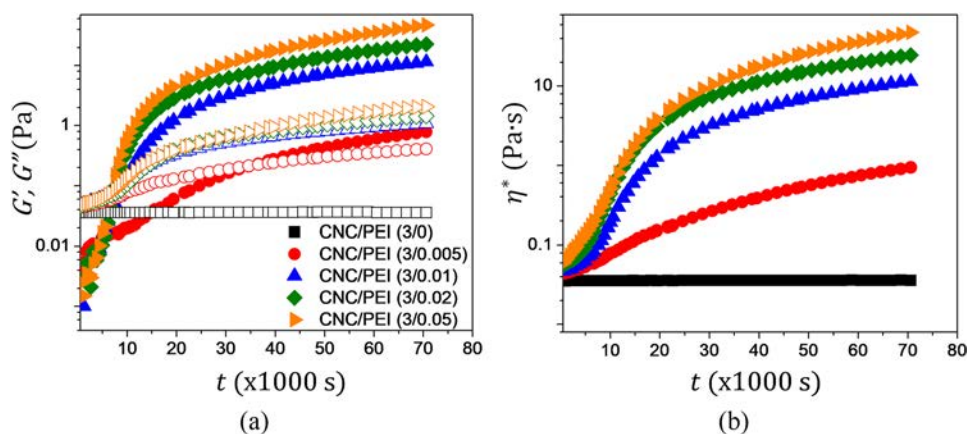 G′, G″(Pa)
1
0.01
CNC/PEI (3/0)
CNC/PEI (3/0.005)
CNC/PEI (3/0.01)
CNC/PEI (3/0.02)
CNC/PEI (3/0.05)
10 20 30 40 50 60 70 80
t (x1000 s)
(a)
η* (Pa·s)
10
1
0.1
10 20 30 40 50 60 70 80
t (x1000 s)
(b)